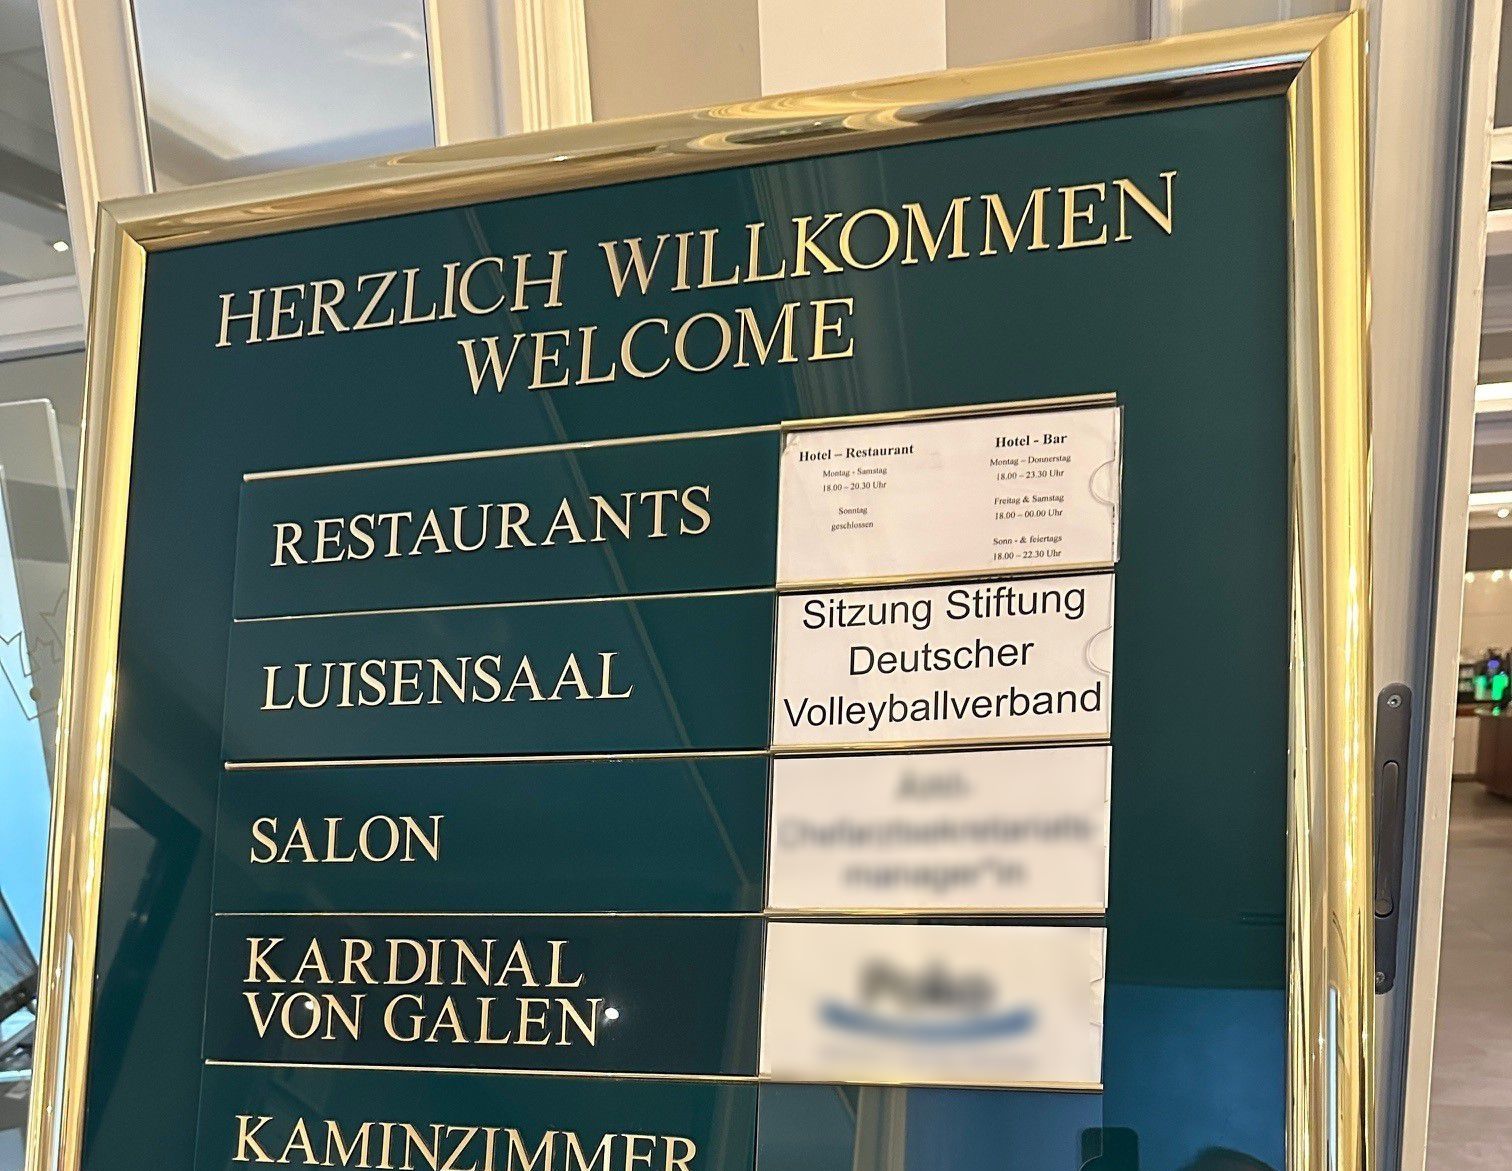 HERZLICH WILLKOMMEN
WELCOME
RESTAURANTS
Hotel – Restaurant
Montag - Samstag
18.00 – 20.30 Uhr
Sonntag
geschlossen
Hotel - Bar
Montag – Donnerstag
18.00 – 23.30 Uhr
Freitag & Samstag
18.00 – 00.00 Uhr
Sonn - & feiertags
18.00 – 22.30 Uhr
LUISENSAAL
Sitzung Stiftung
Deutscher
Volleyballverband
SALON
manager*in
KARDINAL
VON GALEN
KAMINZIMMER